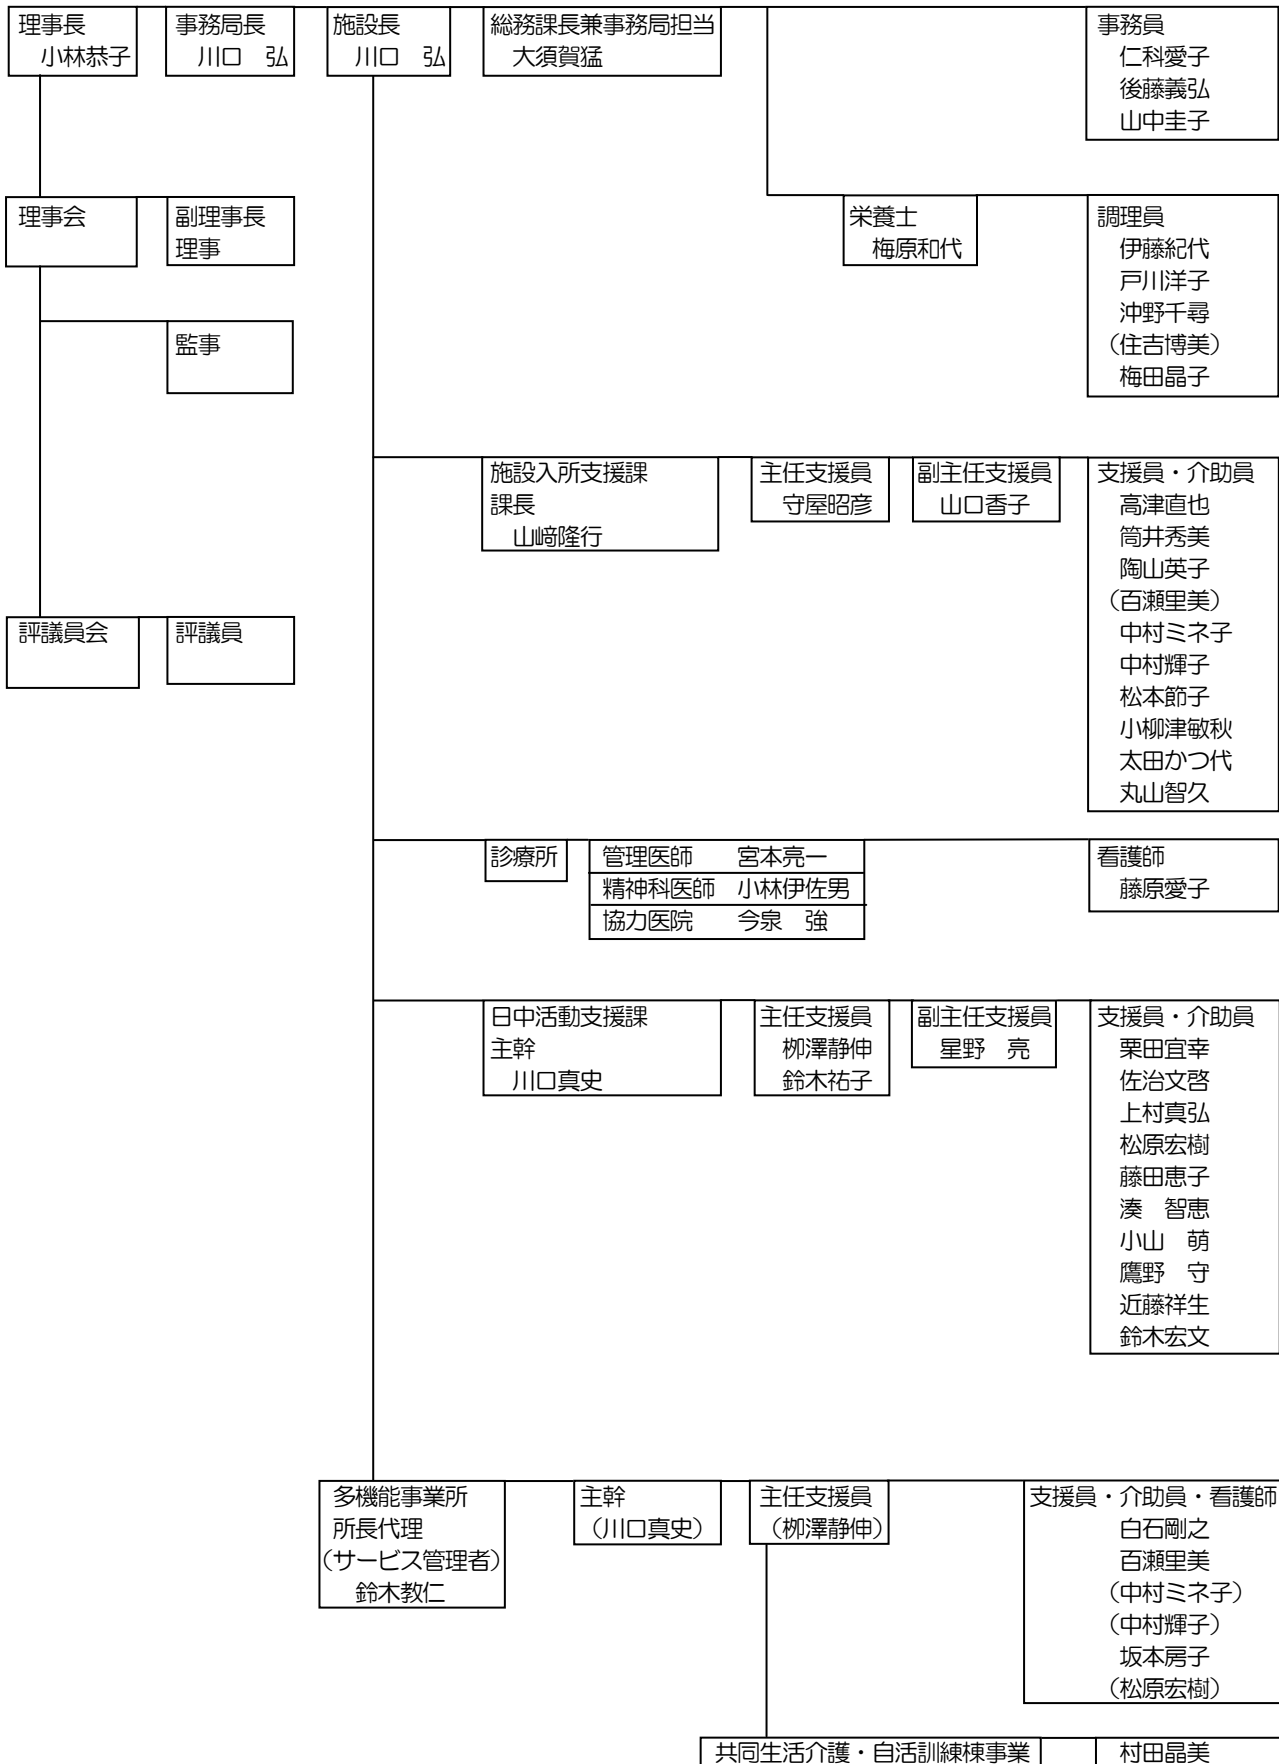 理事長
小林恭子
事務局長
川口　弘
施設長
川口　弘
総務課長兼事務局担当
大須賀猛
事務員
仁科愛子
後藤義弘
山中圭子
理事会
副理事長
理事
栄養士
梅原和代
調理員
伊藤紀代
戸川洋子
沖野千尋
（住吉博美）
梅田晶子
監事
施設入所支援課
課長
山﨑隆行
主任支援員
守屋昭彦
副主任支援員
山口香子
支援員・介助員
高津直也
筒井秀美
陶山英子
（百瀬里美）
中村ミネ子
中村輝子
松本節子
小柳津敏秋
太田かつ代
丸山智久
評議員会
評議員
診療所
管理医師　宮本亮一
精神科医師　小林伊佐男
協力医院　今泉　強
看護師
藤原愛子
日中活動支援課
主幹
川口真史
主任支援員
栁澤静伸
鈴木祐子
副主任支援員
星野　亮
支援員・介助員
栗田宜幸
佐治文啓
上村真弘
松原宏樹
藤田恵子
湊　智恵
小山　萌
鷹野　守
近藤祥生
鈴木宏文
多機能事業所
所長代理
（サービス管理者）
鈴木教仁
主幹
（川口真史）
主任支援員
（栁澤静伸）
支援員・介助員・看護師
白石剛之
百瀬里美
（中村ミネ子）
（中村輝子）
坂本房子
（松原宏樹）
共同生活介護・自活訓練棟事業
村田晶美